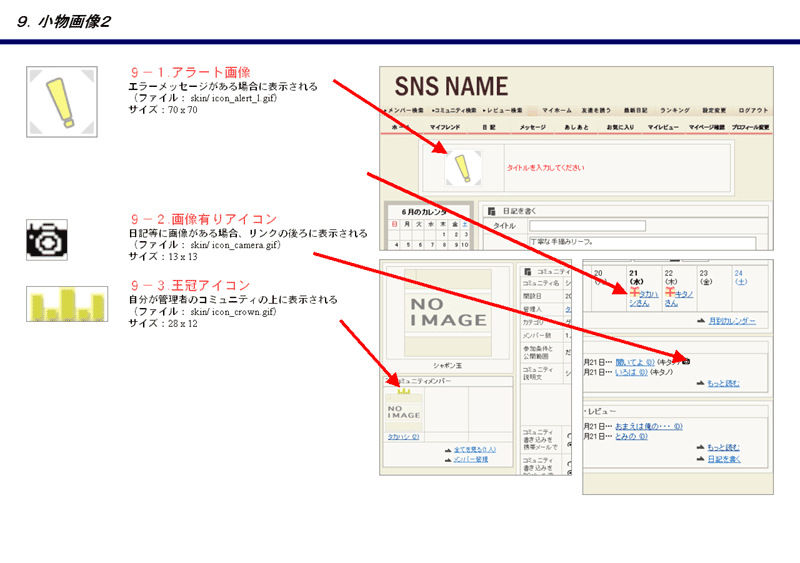 ９．小物画像２
９－１．アラート画像
エラーメッセージがある場合に表示される
（ファイル： skin/ icon_alert_l.gif）
サイズ：70 x 70
９－２．画像有りアイコン
日記等に画像がある場合、リンクの後ろに表示される
（ファイル： skin/ icon_camera.gif）
サイズ：13 x 13
９－３．王冠アイコン
自分が管理者のコミュニティの上に表示される
（ファイル： skin/ icon_crown.gif）
サイズ：28 x 12
SNS NAME
メンバー検索 コミュニティ検索 レビュー検索 マイホーム 友達を誘う 最新日記 ランキング 設定変更 ログアウト
ホーム マイフレンド 日記 メッセージ あしあと お気に入り マイレビュー マイページ確認 プロフィール変更
タイトルを入力してください
6月のカレンダー
日 月 火 水 木 金 土
1 2 3
4 5 6 7 8 9 10
日記を書く
タイトル
丁寧な手摘みリーフ。
NO IMAGE
シャボン玉
コミュニティメンバー
NO IMAGE
タカハシ (2)
全てを見る(1人)
メンバー管理
コミュニティ
コミュニティ名 シ
開設日 20
管理人 タ
カテゴリ
メンバー数 1
参加条件と
公開範囲 だ
コミュニティ
説明文 シ
コミュニティ
書き込みを
携帯メールで
コミュニティ
書き込みを
20 21 22 23 24
(水) (木) (金) (土)
タカハシさん
キタノさん
月別カレンダー
月21日… 聞いてよ (0) (キタノ)
月21日… いろは (0) (キタノ)
もっと読む
レビュー
月21日… おまえは俺の・・・ (0)
月21日… とみの (0)
もっと読む
日記を書く